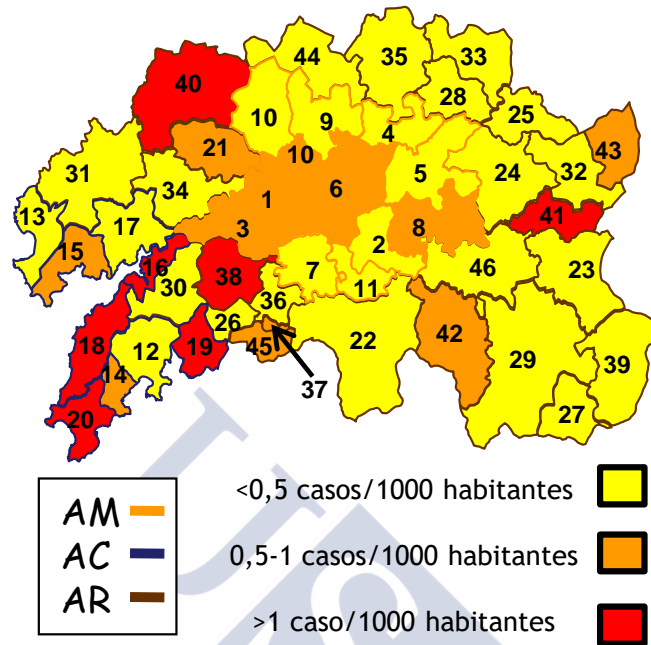 44 35 33
40 28
10 9 4 25
21 10 43
31 5 24 32
34 1 6
13 17 3 8 41
15 2
16 38 7 46 23
30 36 11
18 26 22 42 29
12 19 45 39
14 37 27
20
AM
AC
AR
<0,5 casos/1000 habitantes
0,5-1 casos/1000 habitantes
>1 caso/1000 habitantes